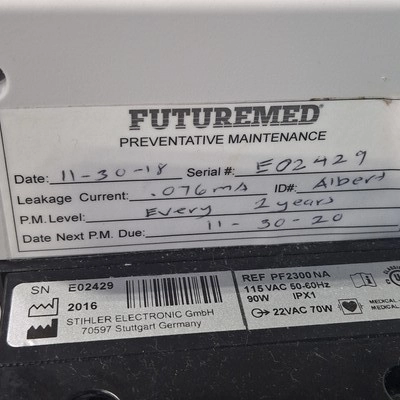 FUTUREMED®
PREVENTATIVE MAINTENANCE
Date: 11-30-18 Serial #: E02429
Leakage Current: .076ma ID#: Albert
P.M. Level: Every 2 years
Date Next P.M. Due: 11-30-20
SN E02429
2016
STIHLER ELECTRONIC GmbH
70597 Stuttgart Germany
REF PF2300 NA
115 VAC 50-60Hz
90W IPX1
22VAC 70W
MEDICAL
MEDICAL